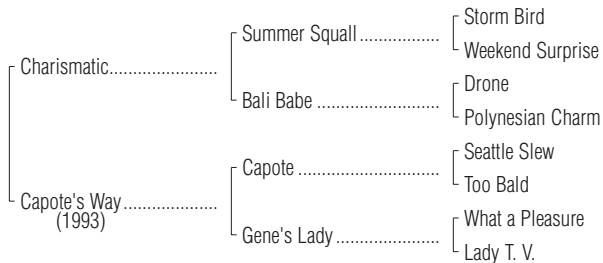 Storm Bird
Summer Squall..................
Weekend Surprise
Charismatic........................
Drone
Bali Babe ...........................
Polynesian Charm
Seattle Slew
Capote ...............................
Too Bald
Capote's Way.....................
(1993)
What a Pleasure
Gene's Lady.......................
Lady T. V.